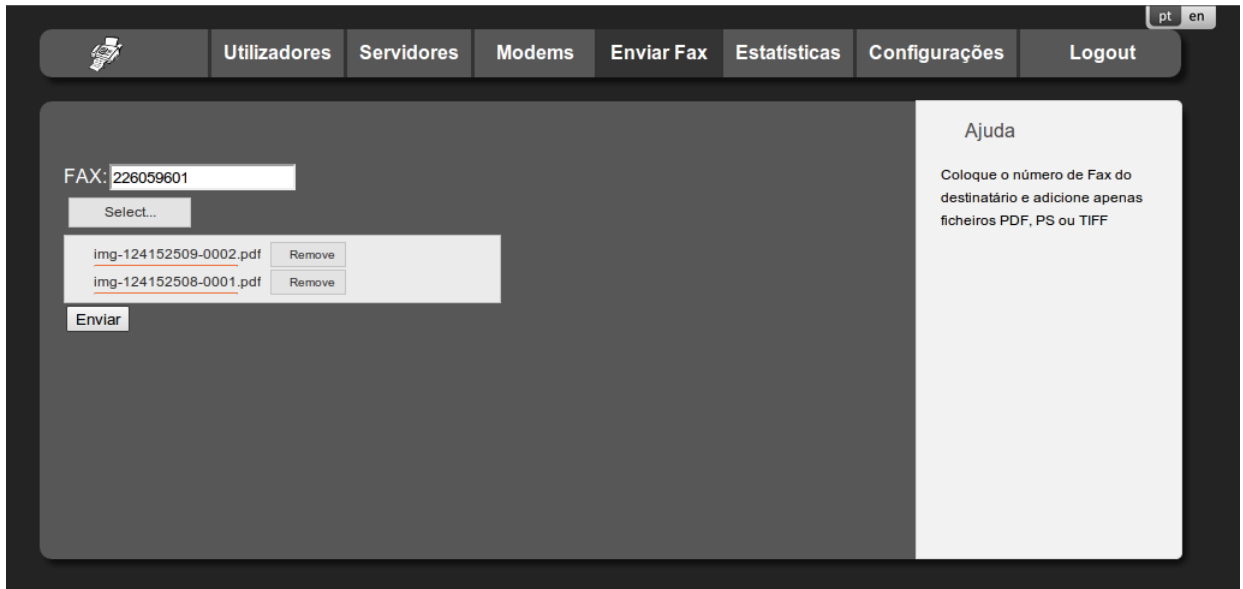 pt en
Utilizadores Servidores Modems Enviar Fax Estatísticas Configurações Logout
Ajuda
FAX: 226059601
Select...
img-124152509-0002.pdf Remove
img-124152508-0001.pdf Remove
Enviar
Coloque o número de Fax do
destinatário e adicione apenas
ficheiros PDF, PS ou TIFF